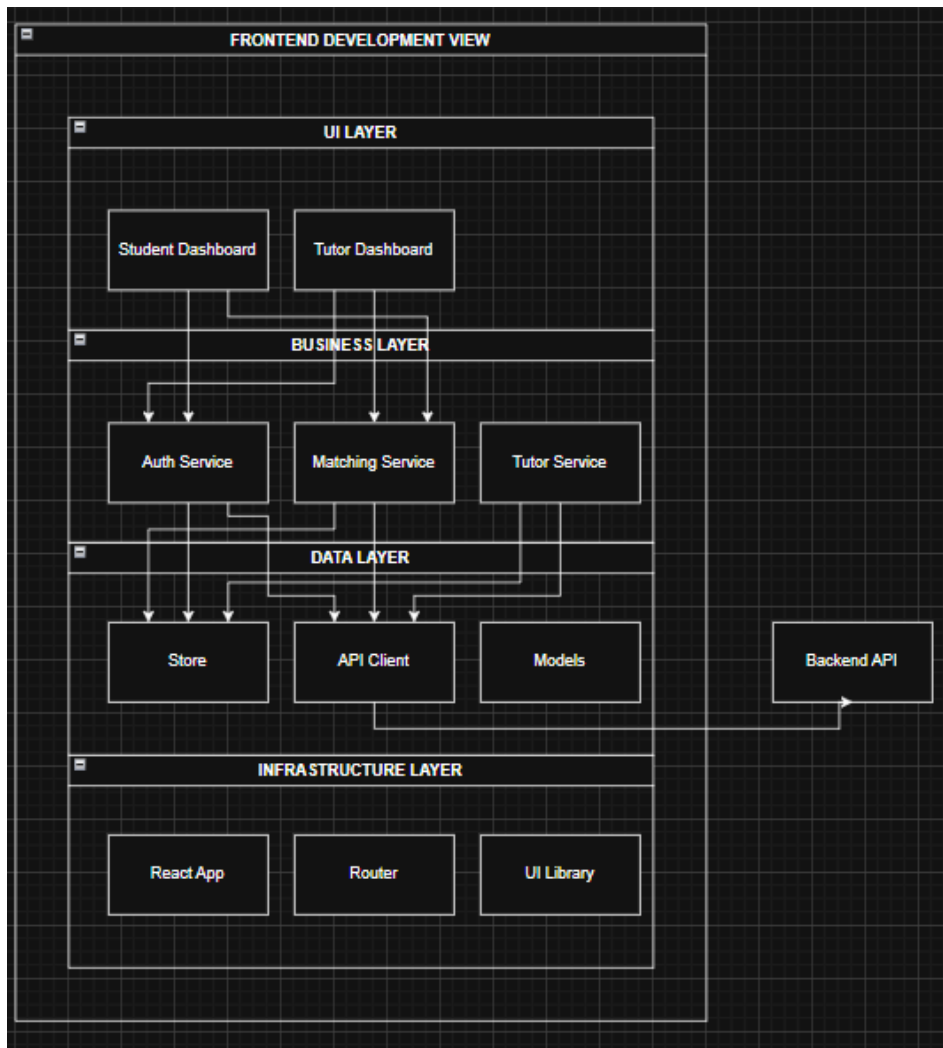 FRONTEND DEVELOPMENT VIEW
UI LAYER
Student Dashboard
Tutor Dashboard
BUSINESS LAYER
Auth Service
Matching Service
Tutor Service
DATA LAYER
Store
API Client
Models
Backend API
INFRASTRUCTURE LAYER
React App
Router
UI Library